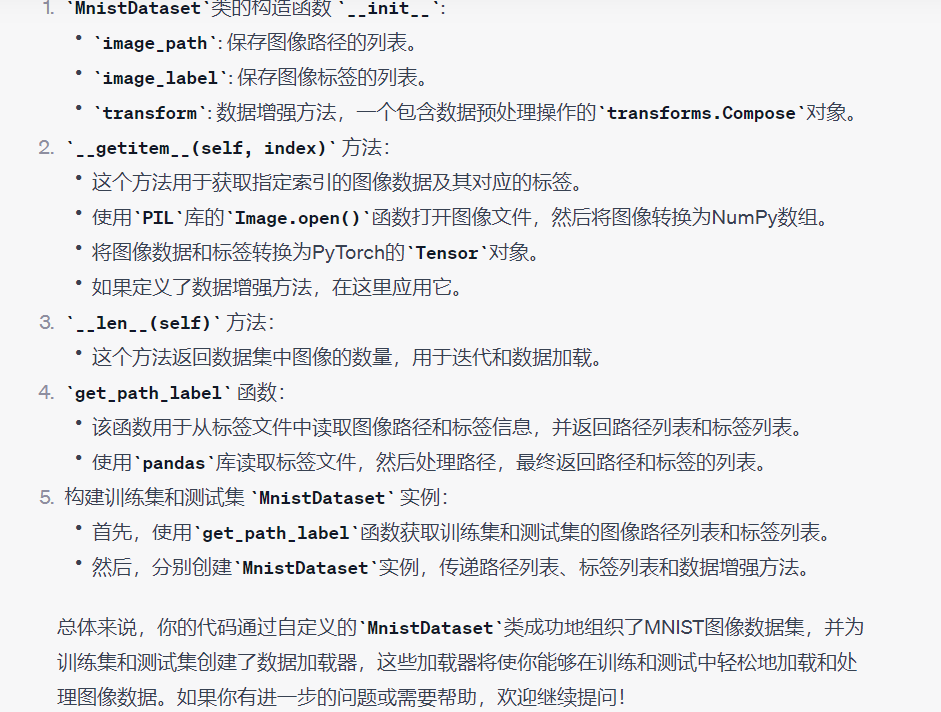 1. `MnistDataset`类的构造函数 `__init__`:
• `image_path`: 保存图像路径的列表。
• `image_label`: 保存图像标签的列表。
• `transform`: 数据增强方法，一个包含数据预处理操作的`transforms.Compose`对象。
2. `__getitem__(self, index)` 方法：
• 这个方法用于获取指定索引的图像数据及其对应的标签。
• 使用`PIL`库的`Image.open()`函数打开图像文件，然后将图像转换为NumPy数组。
• 将图像数据和标签转换为PyTorch的`Tensor`对象。
• 如果定义了数据增强方法，在这里应用它。
3. `__len__(self)` 方法：
• 这个方法返回数据集中图像的数量，用于迭代和数据加载。
4. `get_path_label` 函数：
• 该函数用于从标签文件中读取图像路径和标签信息，并返回路径列表和标签列表。
• 使用`pandas`库读取标签文件，然后处理路径，最终返回路径和标签的列表。
5. 构建训练集和测试集 `MnistDataset` 实例：
• 首先，使用`get_path_label`函数获取训练集和测试集的图像路径列表和标签列表。
• 然后，分别创建`MnistDataset`实例，传递路径列表、标签列表和数据增强方法。
总体来说，你的代码通过自定义的`MnistDataset`类成功地组织了MNIST图像数据集，并为
训练集和测试集创建了数据加载器，这些加载器将使你能够在训练和测试中轻松地加载和处
理图像数据。如果你有进一步的问题或需要帮助，欢迎继续提问！